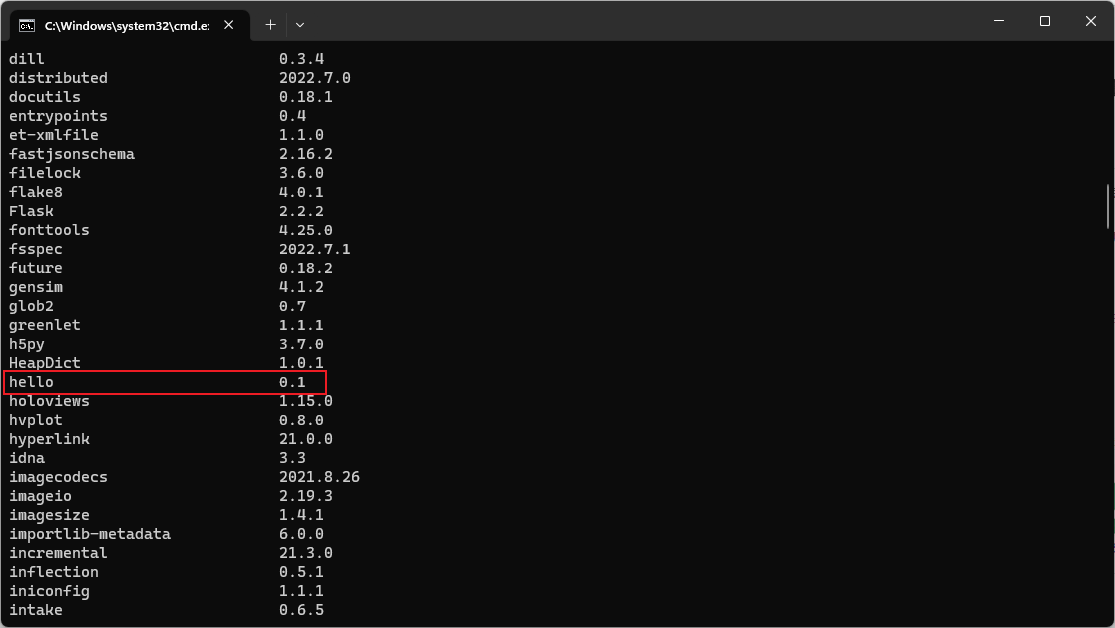 C:\Windows\system32\cmd.e
dill 0.3.4
distributed 2022.7.0
docutils 0.18.1
entrypoints 0.4
et-xmlfile 1.1.0
fastjsonschema 2.16.2
filelock 3.6.0
flake8 4.0.1
Flask 2.2.2
fonttools 4.25.0
fsspec 2022.7.1
future 0.18.2
gensim 4.1.2
glob2 0.7
greenlet 1.1.1
h5py 3.7.0
HeapDict 1.0.1
hello 0.1
holoviews 1.15.0
hvplot 0.8.0
hyperlink 21.0.0
idna 3.3
imagecodecs 2021.8.26
imageio 2.19.3
imagesize 1.4.1
importlib-metadata 6.0.0
incremental 21.3.0
inflection 0.5.1
iniconfig 1.1.1
intake 0.6.5